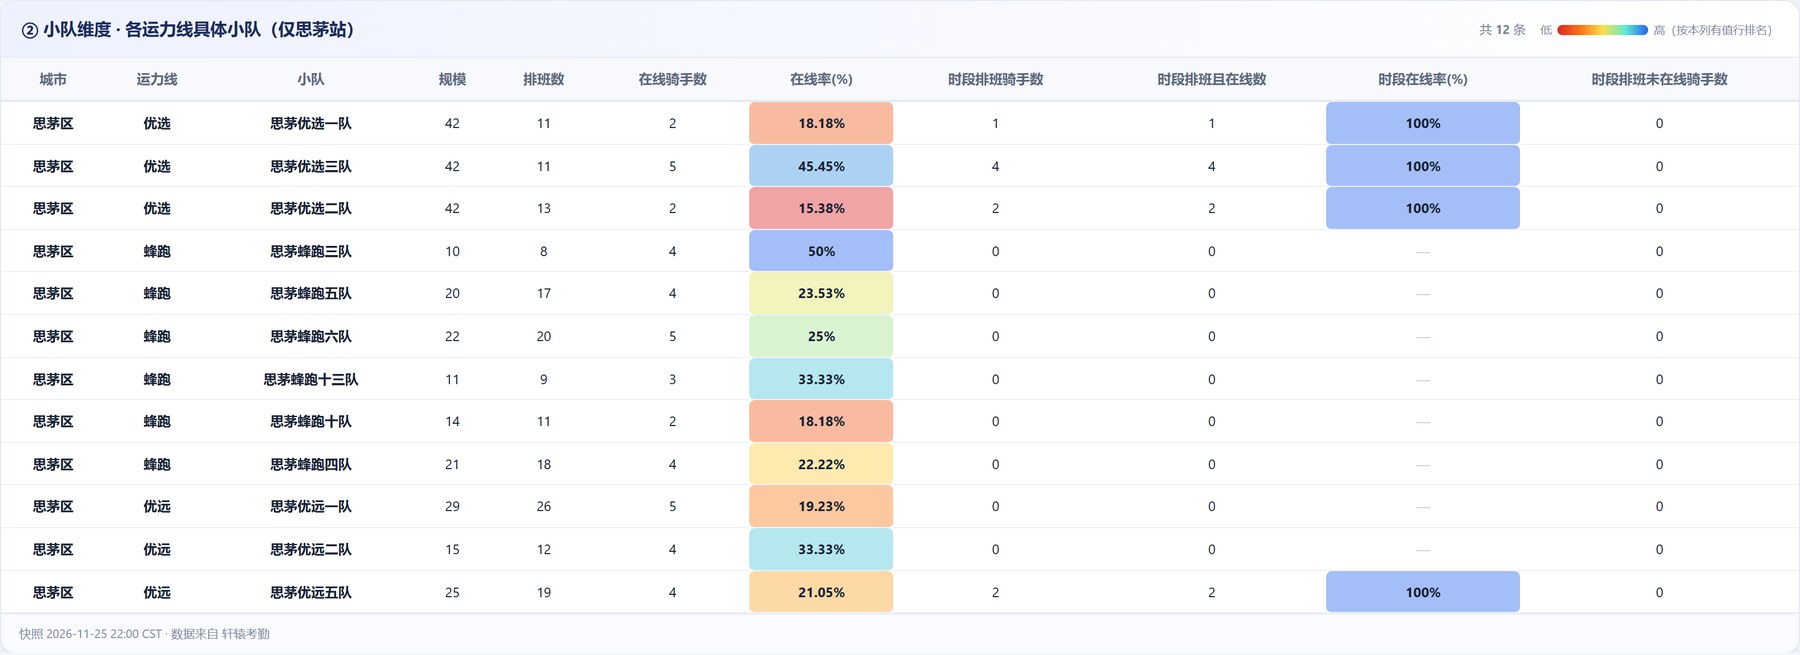 ② 小队维度 · 各运力线具体小队（仅思茅站）
共 12 条 低 高 (按本列有值行排名)
城市 运力线 小队 规模 排班数 在线骑手数 在线率(%) 时段排班骑手数 时段排班且在线数 时段在线率(%) 时段排班未在线骑手数
思茅区 优选 思茅优选一队 42 11 2 18.18% 1 1 100% 0
思茅区 优选 思茅优选三队 42 11 5 45.45% 4 4 100% 0
思茅区 优选 思茅优选二队 42 13 2 15.38% 2 2 100% 0
思茅区 蜂跑 思茅蜂跑三队 10 8 4 50% 0 0 — 0
思茅区 蜂跑 思茅蜂跑五队 20 17 4 23.53% 0 0 — 0
思茅区 蜂跑 思茅蜂跑六队 22 20 5 25% 0 0 — 0
思茅区 蜂跑 思茅蜂跑十三队 11 9 3 33.33% 0 0 — 0
思茅区 蜂跑 思茅蜂跑十队 14 11 2 18.18% 0 0 — 0
思茅区 蜂跑 思茅蜂跑四队 21 18 4 22.22% 0 0 — 0
思茅区 优远 思茅优远一队 29 26 5 19.23% 0 0 — 0
思茅区 优远 思茅优远二队 15 12 4 33.33% 0 0 — 0
思茅区 优远 思茅优远五队 25 19 4 21.05% 2 2 100% 0
快照 2026-11-25 22:00 CST · 数据来自 轩辕考勤